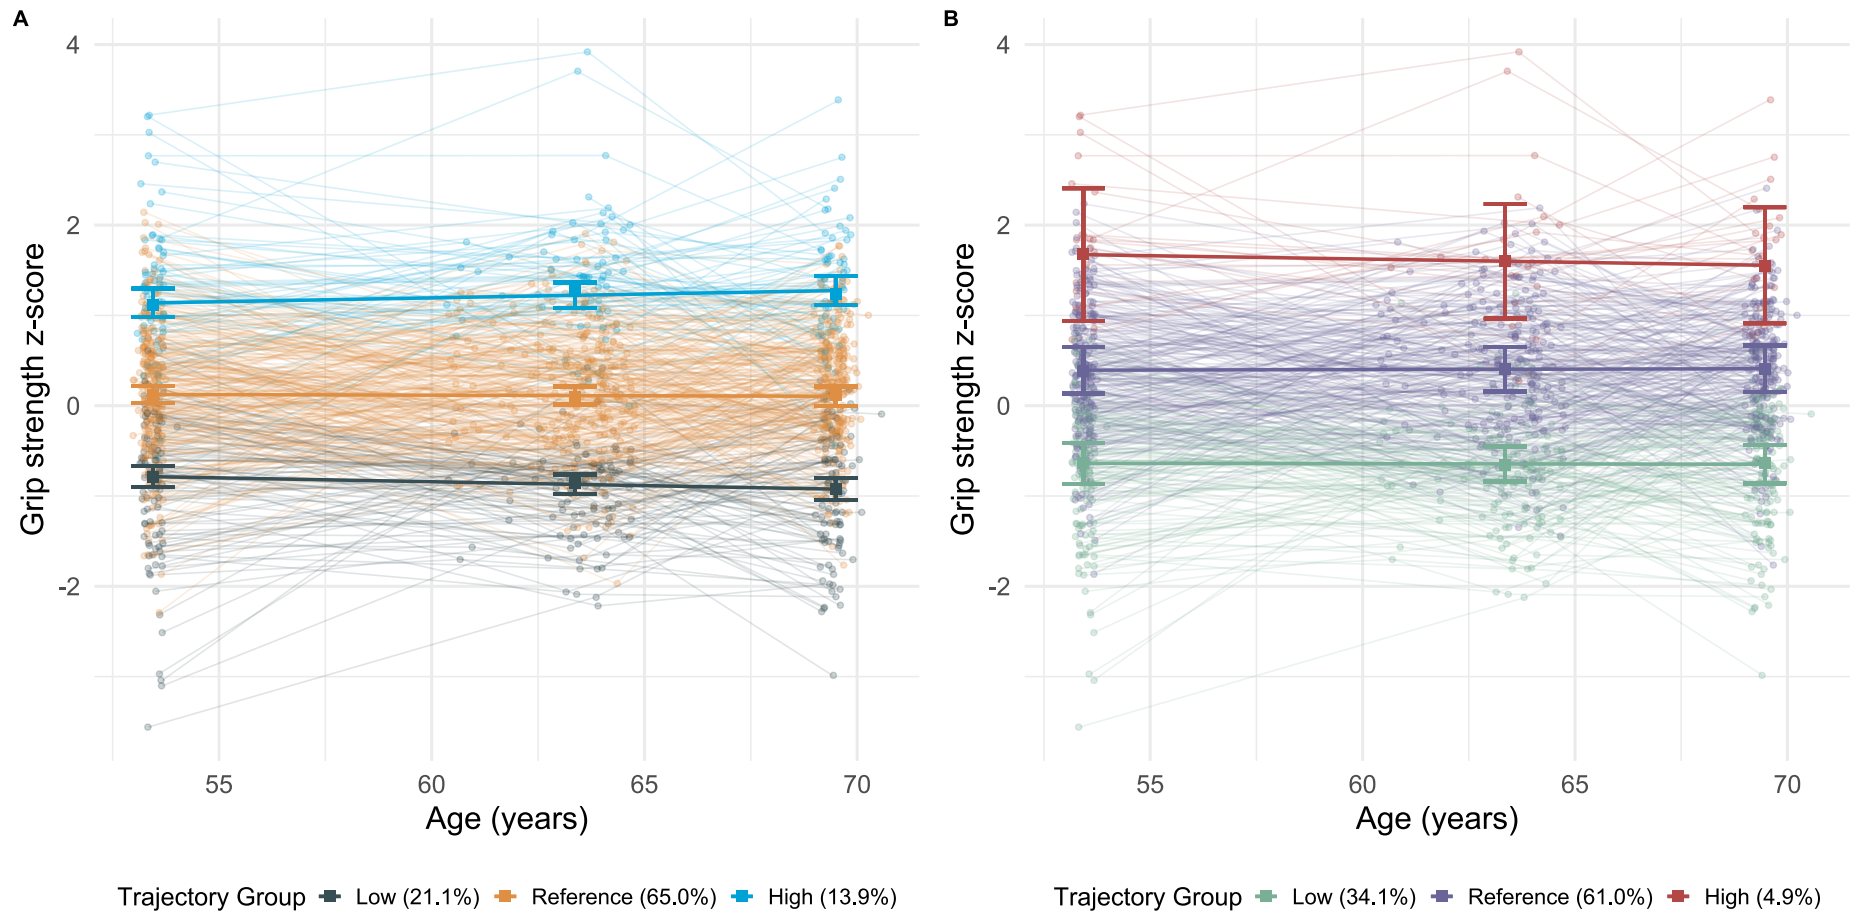 A
B
Grip strength z-score
4
2
0
-2
55
60
65
70
Age (years)
Grip strength z-score
4
2
0
-2
55
60
65
70
Age (years)
Trajectory Group Low (21.1%) Reference (65.0%) High (13.9%)
Trajectory Group Low (34.1%) Reference (61.0%) High (4.9%)